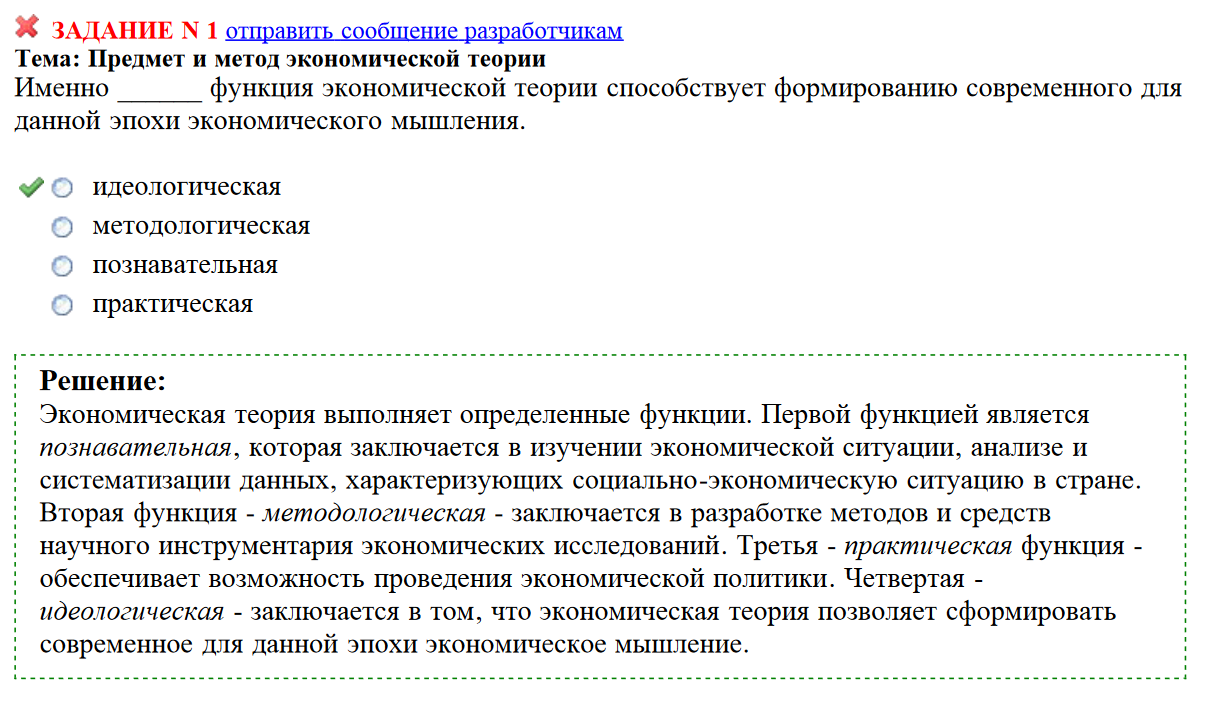 ЗАДАНИЕ N 1 отправить сообщение разработчикам
Тема: Предмет и метод экономической теории
Именно ______ функция экономической теории способствует формированию современного для
данной эпохи экономического мышления.
идеологическая
методологическая
познавательная
практическая
Решение:
Экономическая теория выполняет определенные функции. Первой функцией является
познавательная, которая заключается в изучении экономической ситуации, анализе и
систематизации данных, характеризующих социально-экономическую ситуацию в стране.
Вторая функция - методологическая - заключается в разработке методов и средств
научного инструментария экономических исследований. Третья - практическая функция -
обеспечивает возможность проведения экономической политики. Четвертая -
идеологическая - заключается в том, что экономическая теория позволяет сформировать
современное для данной эпохи экономическое мышление.